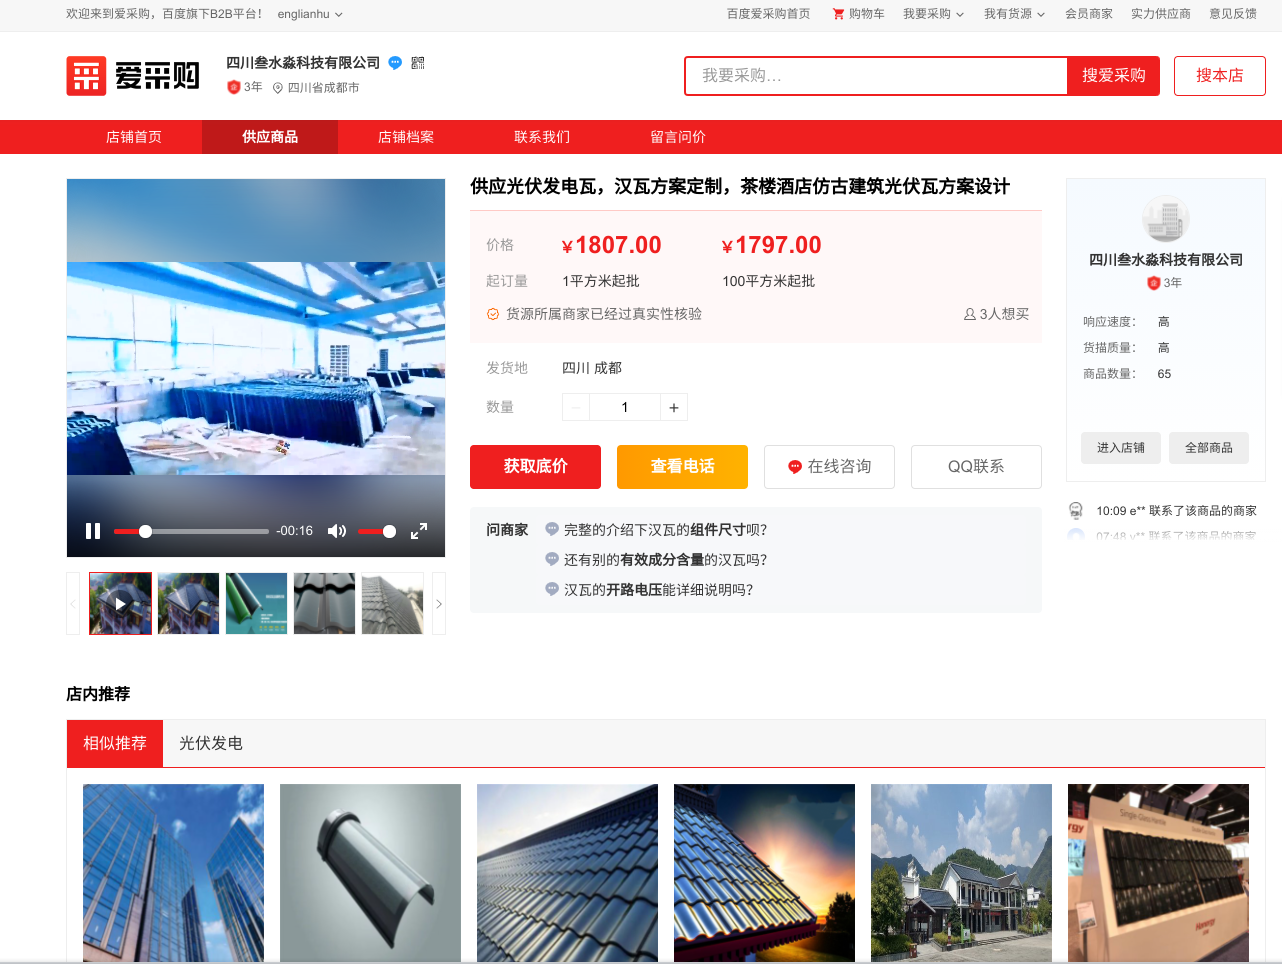 欢迎来到爱采购，百度旗下B2B平台！ englianhu
百度爱采购首页 购物车 我要采购 我有货源 会员商家 实力供应商 意见反馈
爱采购
四川叁水淼科技有限公司
3年 四川省成都市
我要采购... 搜爱采购 搜本店
店铺首页 供应商品 店铺档案 联系我们 留言问价
供应光伏发电瓦，汉瓦方案定制，茶楼酒店仿古建筑光伏瓦方案设计
价格 ¥1807.00 ¥1797.00
起订量 1平方米起批 100平方米起批
货源所属商家已经过真实性核验 3人想买
发货地 四川 成都
数量 1 +
获取底价 查看电话 在线咨询 QQ联系
问商家 完整的介绍下汉瓦的组件尺寸呗？
还有别的有效成分含量的汉瓦吗？
汉瓦的开路电压能详细说明吗？
-00:16
四川叁水淼科技有限公司
3年
响应速度： 高
货描质量： 高
商品数量： 65
进入店铺 全部商品
10:09 e** 联系了该商品的商家
07:48 y** 联系了该商品的商家
店内推荐
相似推荐 光伏发电